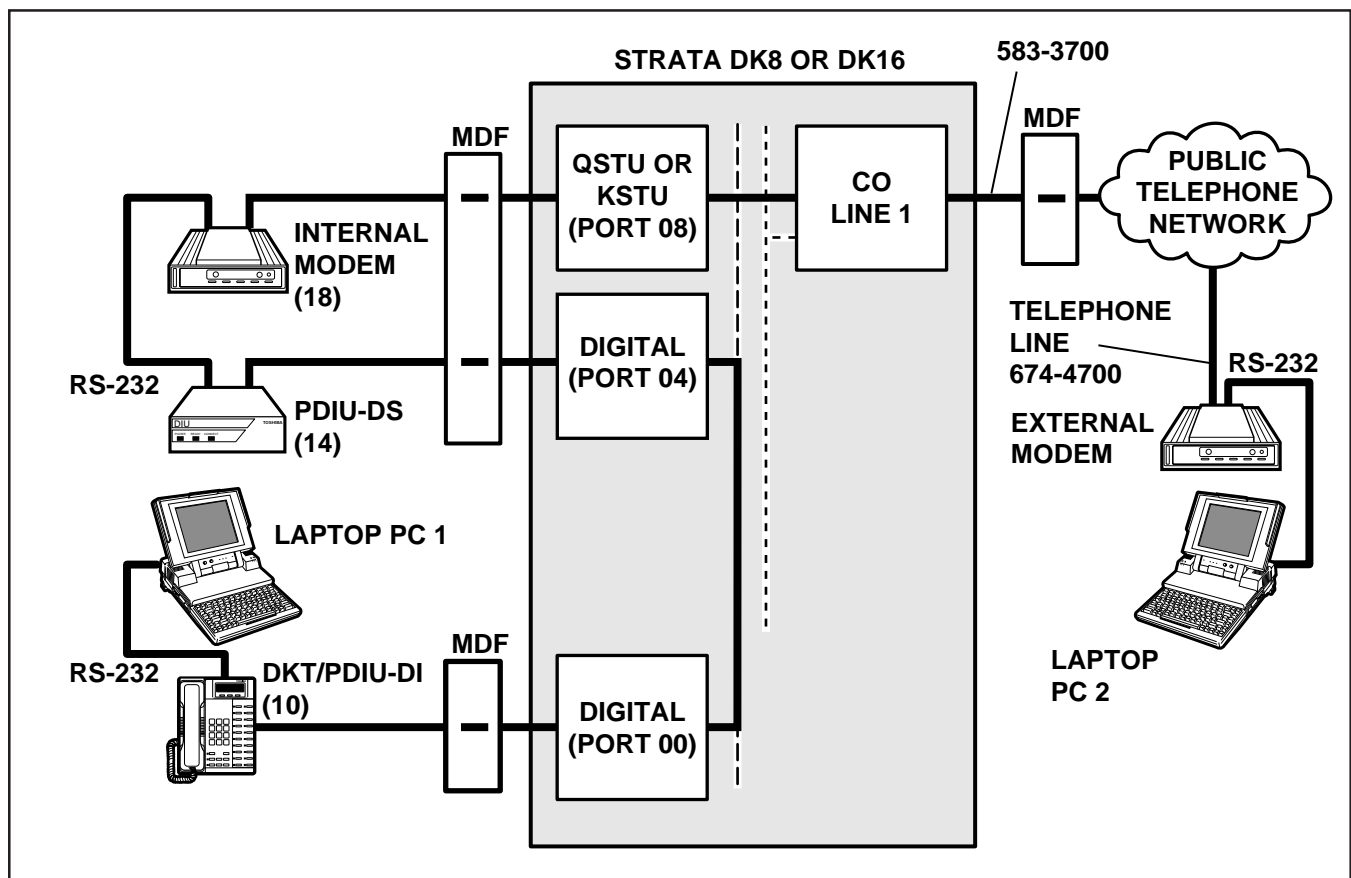 STRATA DK8 OR DK16
583-3700
MDF
MDF
QSTU OR
KSTU
(PORT 08)
CO
LINE 1
PUBLIC
TELEPHONE
NETWORK
INTERNAL
MODEM
(18)
DIGITAL
(PORT 04)
TELEPHONE
LINE
674-4700
RS-232
RS-232
PDIU-DS
(14)
DIU
TOSHIBA
EXTERNAL
MODEM
LAPTOP PC 1
MDF
RS-232
DKT/PDIU-DI
(10)
DIGITAL
(PORT 00)
LAPTOP
PC 2